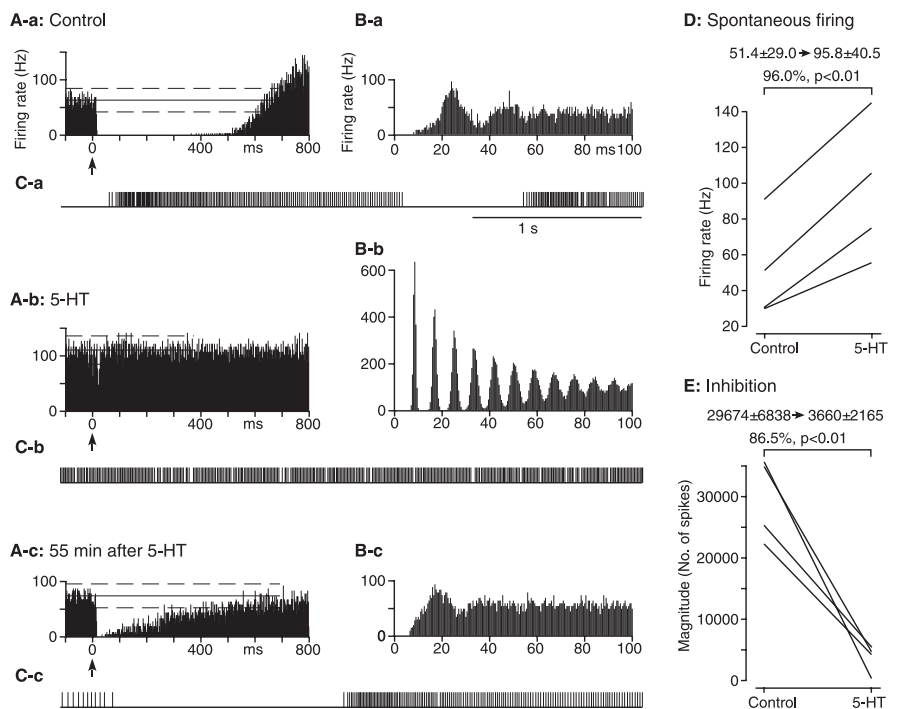 A-a: Control
Firing rate (Hz)
100
0
0
400
ms
800
B-a
Firing rate (Hz)
100
0
0
20
40
60
80
ms
100
C-a
1 s
A-b: 5-HT
100
0
0
400
ms
800
B-b
600
400
200
0
0
20
40
60
80
100
C-b
A-c: 55 min after 5-HT
100
0
0
400
ms
800
B-c
100
0
0
20
40
60
80
100
C-c
D: Spontaneous firing
51.4±29.0➔95.8±40.5
96.0%, p<0.01
Firing rate (Hz)
140
120
100
80
60
40
20
Control
5-HT
E: Inhibition
29674±6838➔3660±2165
86.5%, p<0.01
Magnitude (No. of spikes)
30000
20000
10000
0
Control
5-HT